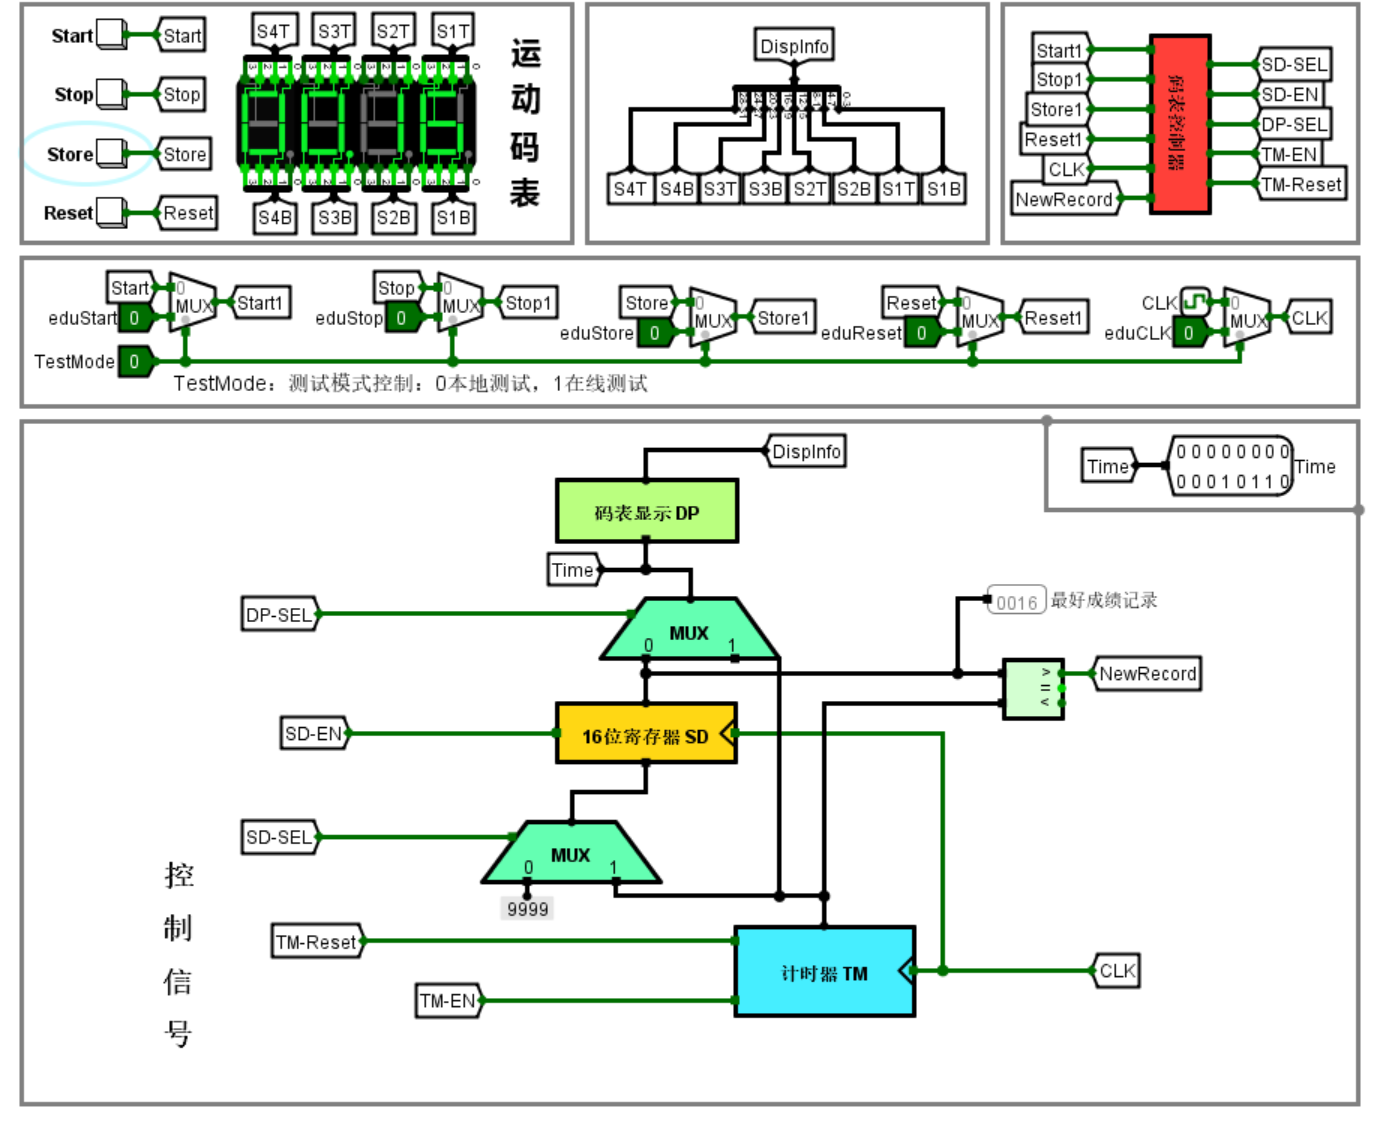 Start
Start
Stop
Stop
Store
Store
Reset
Reset
S4T
S3T
S2T
S1T
S4B
S3B
S2B
S1B
运动码表
DispInfo
S4T
S4B
S3T
S3B
S2T
S2B
S1T
S1B
Start1
Stop1
Store1
Reset1
CLK
NewRecord
码表控制器
SD-SEL
SD-EN
DP-SEL
TM-EN
TM-Reset
Start
0
MUX
Start1
eduStart
0
Stop
0
MUX
Stop1
eduStop
0
Store
0
MUX
Store1
eduStore
0
Reset
0
MUX
Reset1
eduReset
0
CLK
0
MUX
CLK
eduCLK
0
TestMode
0
TestMode：测试模式控制：0本地测试，1在线测试
DispInfo
Time
0 0 0 0 0 0 0 0
0 0 0 1 0 1 1 0
Time
码表显示 DP
Time
DP-SEL
MUX
0 1
0016
最好成绩记录
>
=
<
NewRecord
SD-EN
16位寄存器 SD
SD-SEL
MUX
0 1
9999
控制信号
TM-Reset
计时器 TM
TM-EN
CLK